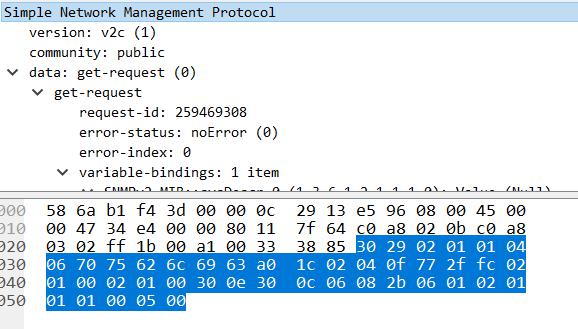 Simple Network Management Protocol
version: v2c (1)
community: public
data: get-request (0)
get-request
request-id: 259469308
error-status: noError (0)
error-index: 0
variable-bindings: 1 item
SNMPv2-MIB::sysDescr.0 (1.3.6.1.2.1.1.1.0): Value (Null)
000 58 6a b1 f4 3d 00 00 0c 29 13 e5 96 08 00 45 00
010 00 47 34 e4 00 00 80 11 7f 64 c0 a8 02 0b c0 a8
020 03 02 ff 1b 00 a1 00 33 38 85 30 29 02 01 01 04
030 06 70 75 62 6c 69 63 a0 1c 02 04 0f 77 2f fc 02
040 01 00 02 01 00 30 0e 30 0c 06 08 2b 06 01 02 01
050 01 01 00 05 00